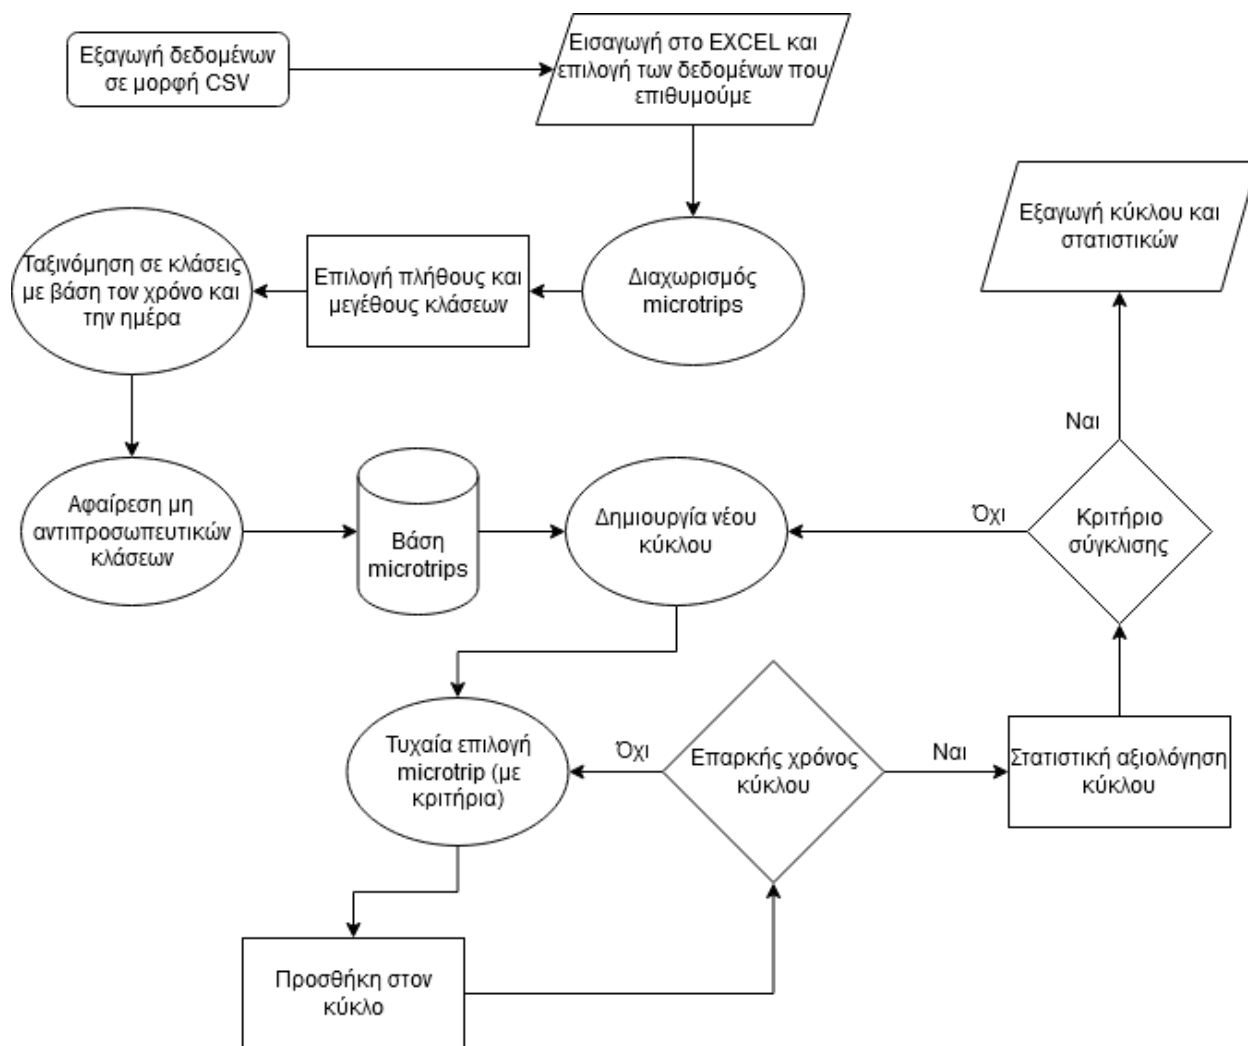 Εξαγωγή δεδομένων
σε μορφή CSV
Εισαγωγή στο EXCEL και
επιλογή των δεδομένων που
επιθυμούμε
Εξαγωγή κύκλου και
στατιστικών
Ταξινόμηση σε κλάσεις
με βάση τον χρόνο και
την ημέρα
Επιλογή πλήθους και
μεγέθους κλάσεων
Διαχωρισμός
microtrips
Ναι
Αφαίρεση μη
αντιπροσωπευτικών
κλάσεων
Βάση
microtrips
Δημιουργία νέου
κύκλου
Όχι
Κριτήριο
σύγκλισης
Τυχαία επιλογή
microtrip (με
κριτήρια)
Όχι
Επαρκής χρόνος
κύκλου
Ναι
Στατιστική αξιολόγηση
κύκλου
Προσθήκη στον
κύκλο